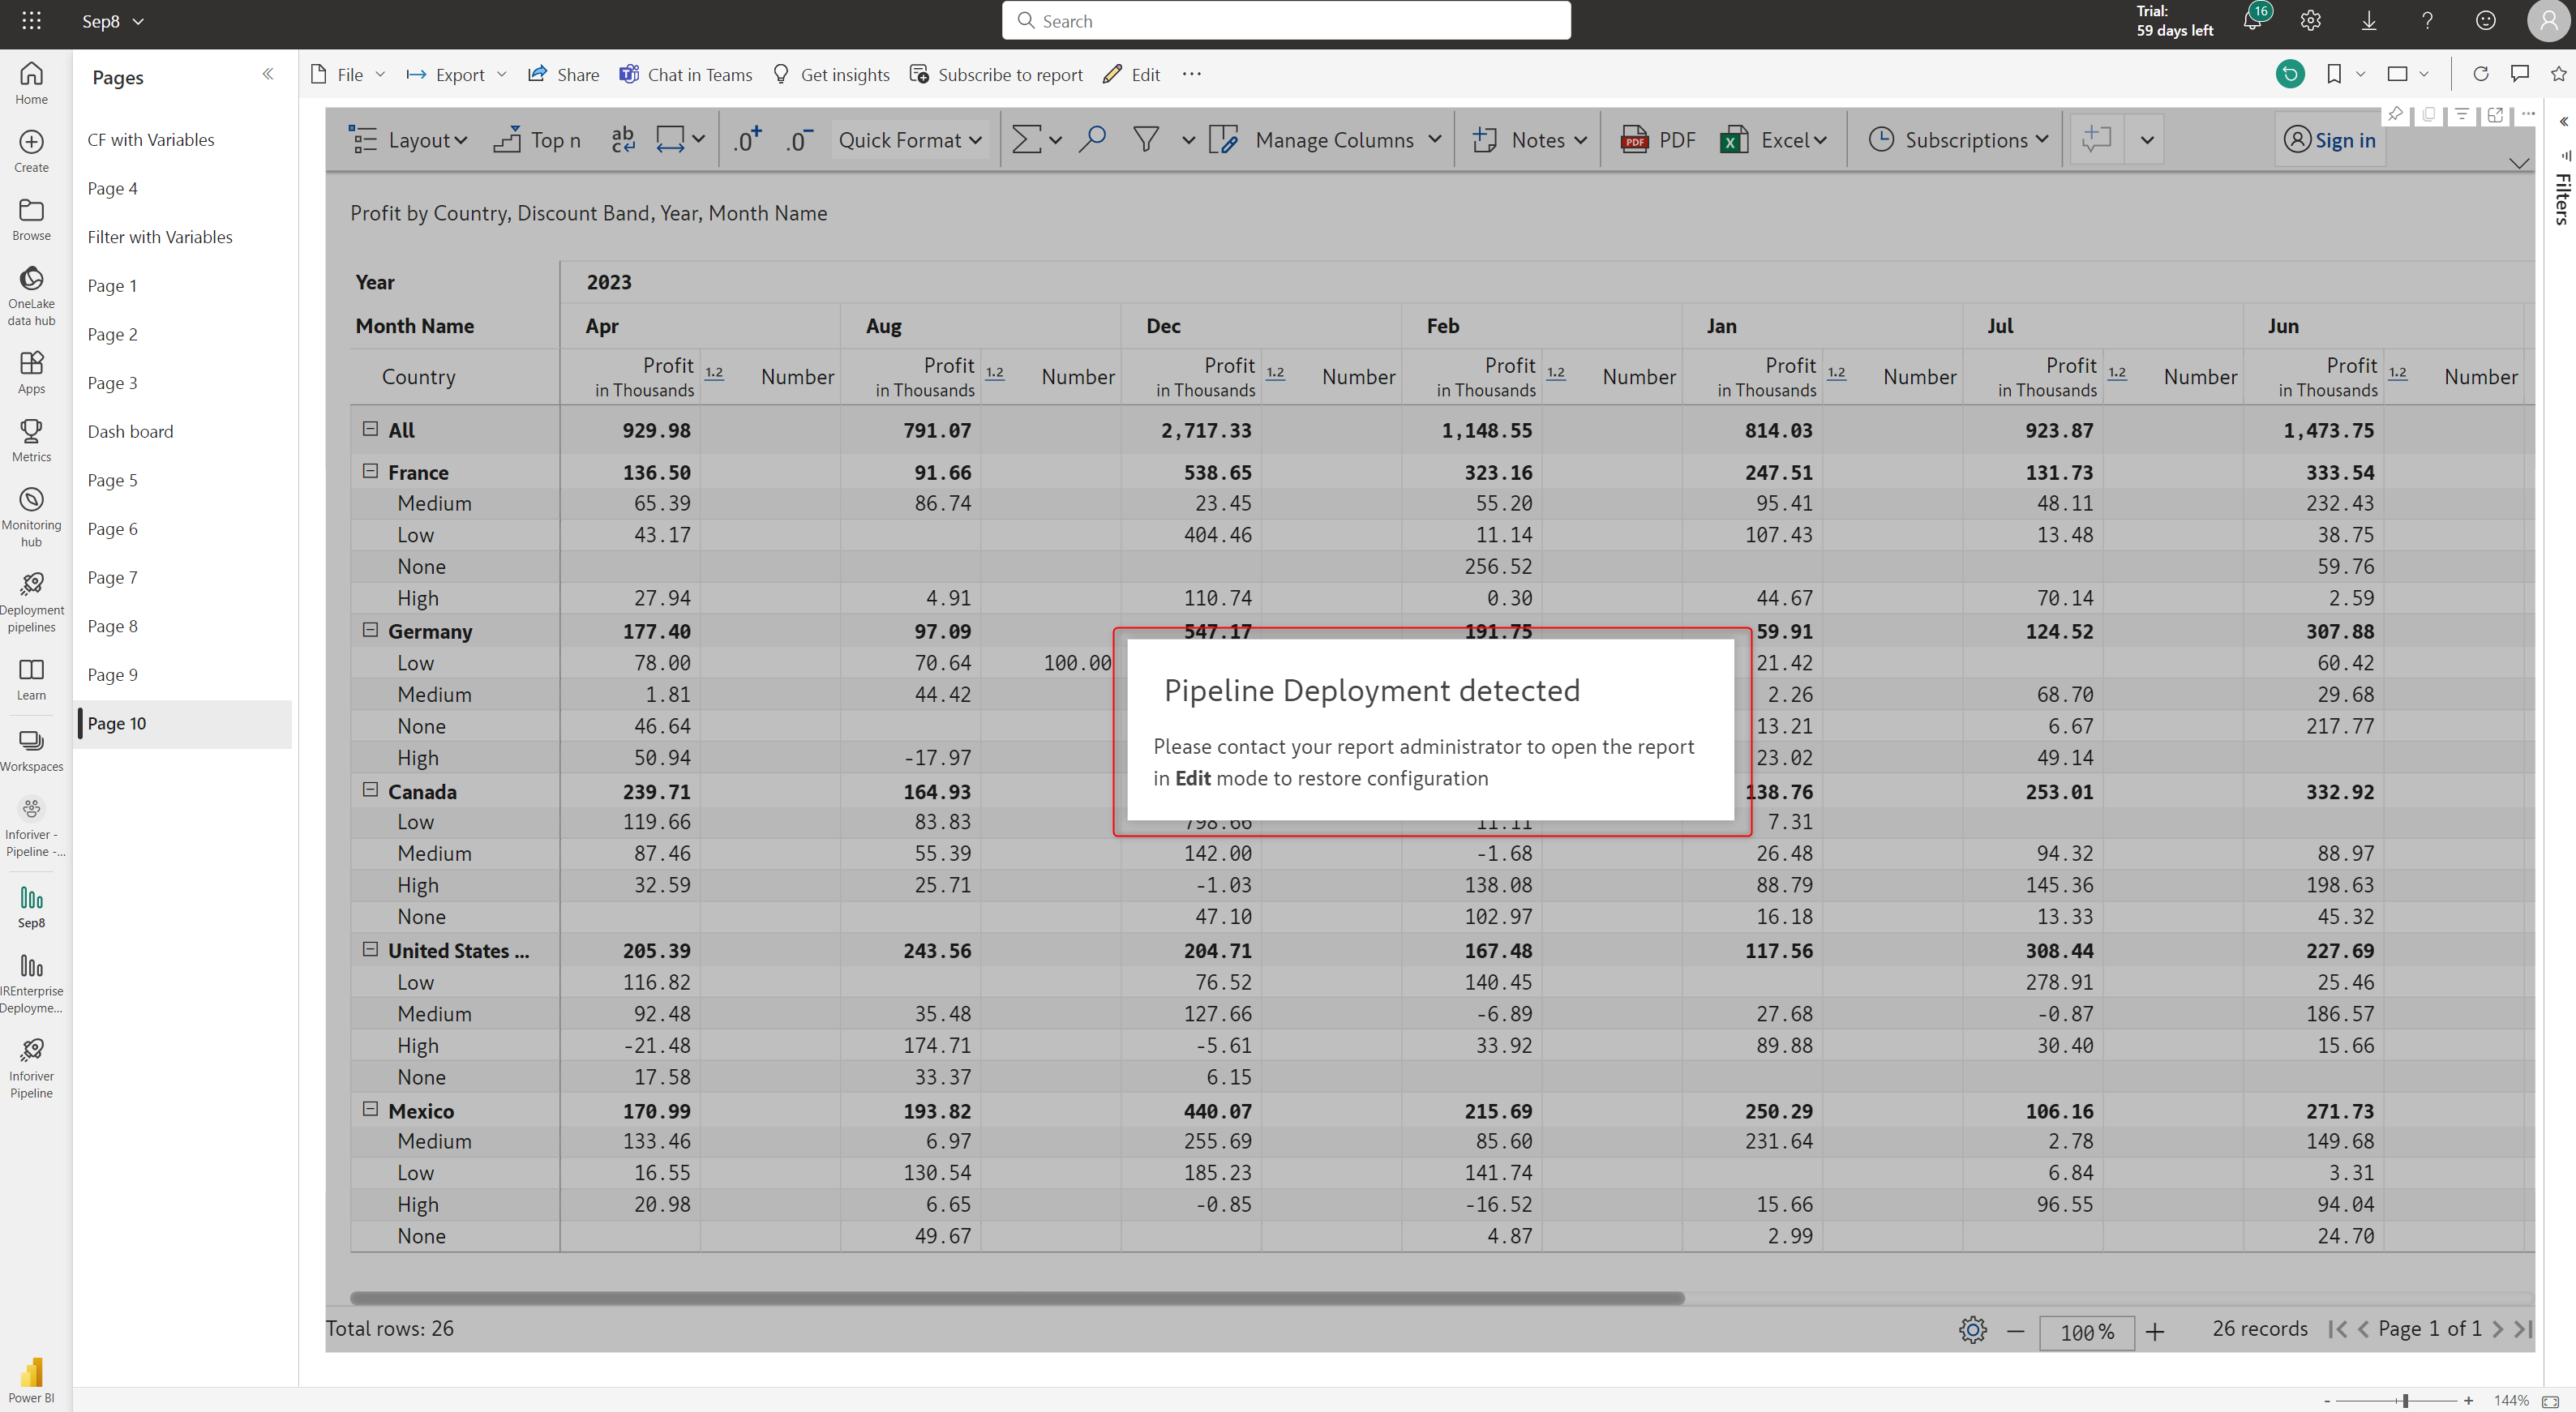 Sep8
Search
Trial:
59 days left
16
Home
Create
Browse
OneLake
data hub
Apps
Metrics
Monitoring
hub
Deployment
pipelines
Learn
Workspaces
Inforiver -
Pipeline -...
Sep8
IREnterprise
Deployme...
Inforiver
Pipeline
Power BI
Pages
CF with Variables
Page 4
Filter with Variables
Page 1
Page 2
Page 3
Dash board
Page 5
Page 6
Page 7
Page 8
Page 9
Page 10
File Export Share Chat in Teams Get insights Subscribe to report Edit
Layout Top n Quick Format Manage Columns Notes PDF Excel Subscriptions Sign in
Filters
Profit by Country, Discount Band, Year, Month Name
Year 2023
Month Name Apr Aug Dec Feb Jan Jul Jun
Country Profit in Thousands 1.2 Number Profit in Thousands 1.2 Number Profit in Thousands 1.2 Number Profit in Thousands 1.2 Number Profit in Thousands 1.2 Number Profit in Thousands 1.2 Number Profit in Thousands 1.2 Number
All 929.98 791.07 2,717.33 1,148.55 814.03 923.87 1,473.75
France 136.50 91.66 538.65 323.16 247.51 131.73 333.54
Medium 65.39 86.74 23.45 55.20 95.41 48.11 232.43
Low 43.17 404.46 11.14 107.43 13.48 38.75
None 256.52 59.76
High 27.94 4.91 110.74 0.30 44.67 70.14 2.59
Germany 177.40 97.09 547.17 191.75 59.91 124.52 307.88
Low 78.00 70.64 100.00 21.42 60.42
Medium 1.81 44.42 2.26 68.70 29.68
None 46.64 13.21 6.67 217.77
High 50.94 -17.97 23.02 49.14
Pipeline Deployment detected
Please contact your report administrator to open the report
in Edit mode to restore configuration
Canada 239.71 164.93 138.76 253.01 332.92
Low 119.66 83.83 798.66 11.11 7.31
Medium 87.46 55.39 142.00 -1.68 26.48 94.32 88.97
High 32.59 25.71 -1.03 138.08 88.79 145.36 198.63
None 47.10 102.97 16.18 13.33 45.32
United States ... 205.39 243.56 204.71 167.48 117.56 308.44 227.69
Low 116.82 76.52 140.45 278.91 25.46
Medium 92.48 35.48 127.66 -6.89 27.68 -0.87 186.57
High -21.48 174.71 -5.61 33.92 89.88 30.40 15.66
None 17.58 33.37 6.15
Mexico 170.99 193.82 440.07 215.69 250.29 106.16 271.73
Medium 133.46 6.97 255.69 85.60 231.64 2.78 149.68
Low 16.55 130.54 185.23 141.74 6.84 3.31
High 20.98 6.65 -0.85 -16.52 15.66 96.55 94.04
None 49.67 4.87 2.99 24.70
Total rows: 26
100%
26 records
Page 1 of 1
144%